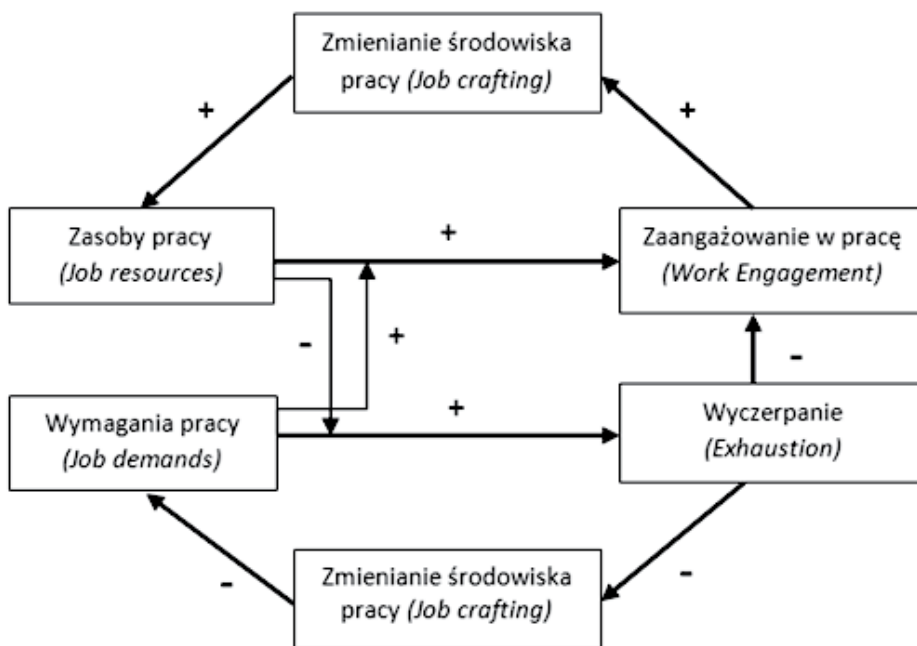 Zmienianie środowiska
pracy (Job crafting)
+
+
Zasoby pracy
(Job resources)
+
Zaangażowanie w pracę
(Work Engagement)
-
+
-
Wymagania pracy
(Job demands)
+
Wyczerpanie
(Exhaustion)
-
-
Zmienianie środowiska
pracy (Job crafting)